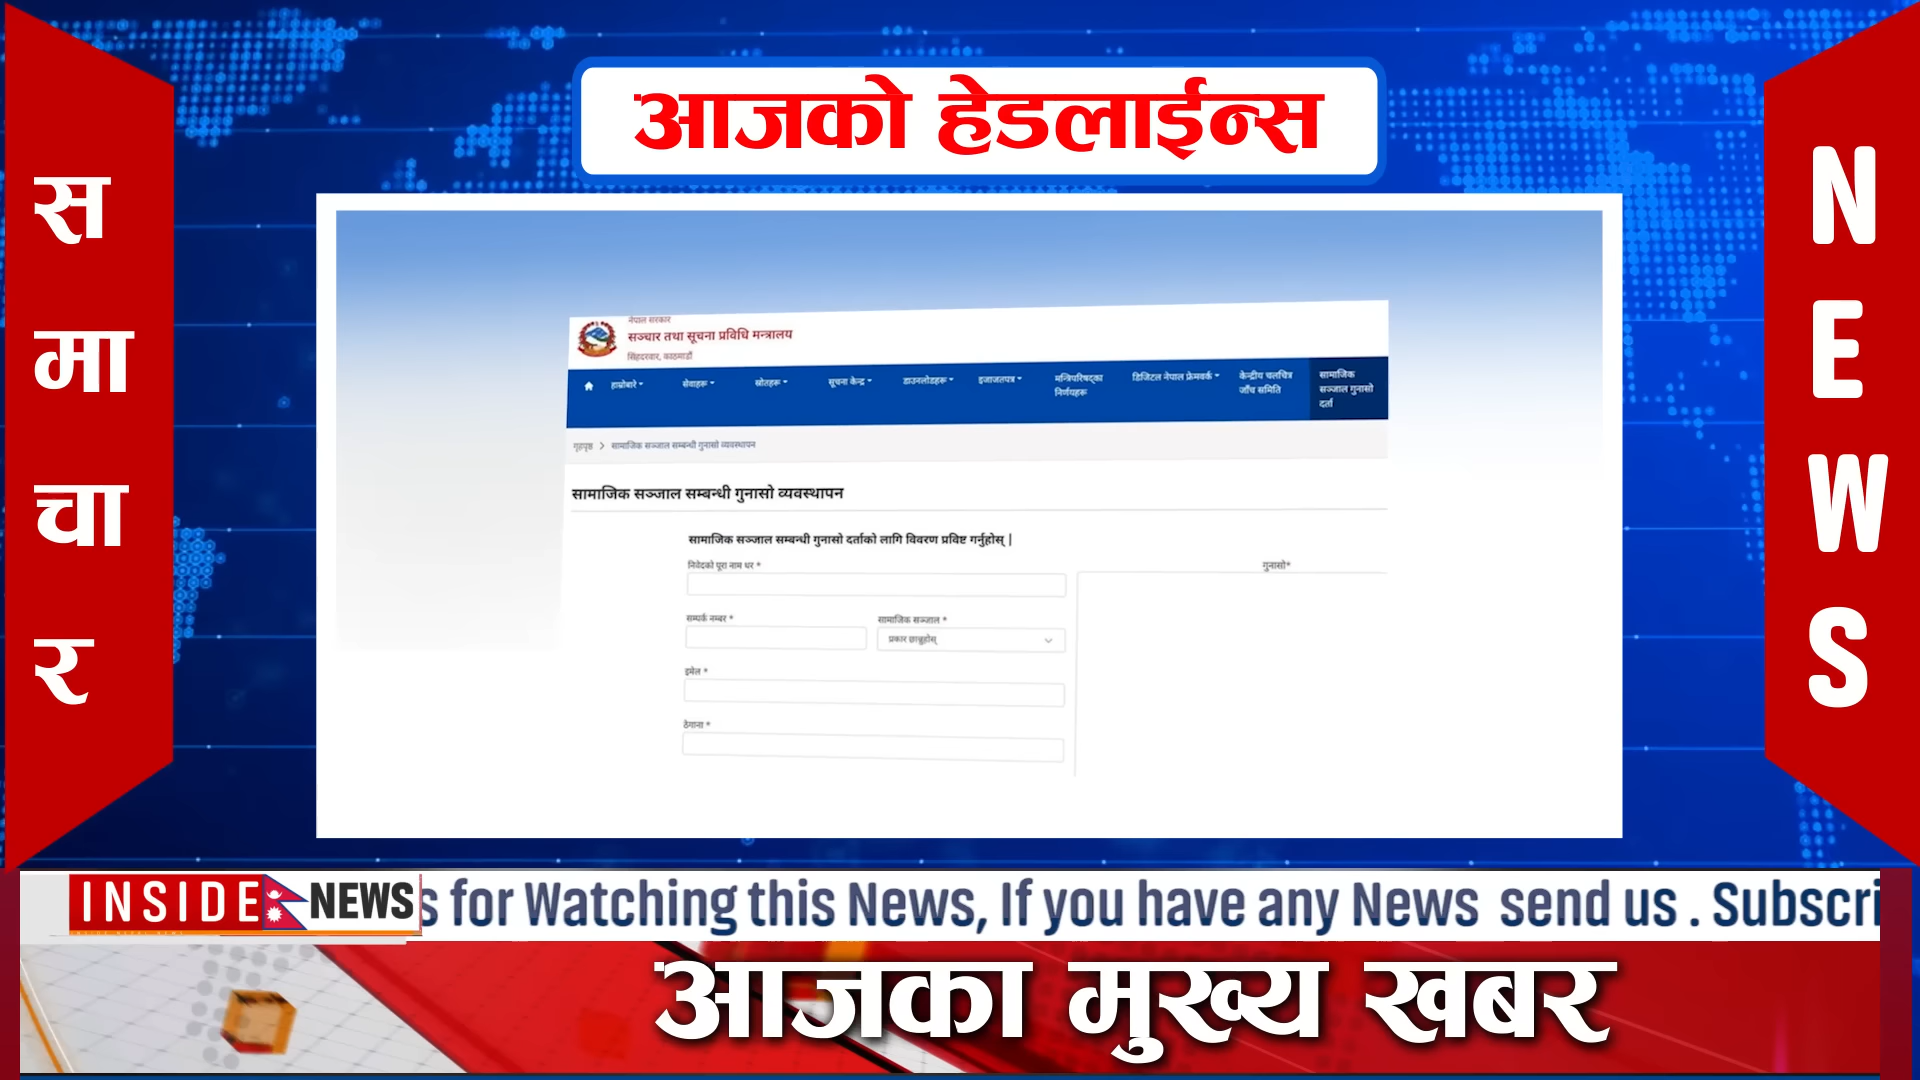 आजको हेडलाईन्स
स
मा
चा
र
N
E
W
S
नेपाल सरकार
सञ्चार तथा सूचना प्रविधि मन्त्रालय
सिंहदरबार, काठमाडौं
हाम्रोबारे
सेवाहरू
स्रोतहरू
सूचना केन्द्र
डाउनलोडहरू
इजाजतपत्र
मन्त्रिपरिषद्का
निर्णयहरू
डिजिटल नेपाल फ्रेमवर्क
केन्द्रीय चलचित्र
जाँच समिति
सामाजिक
सञ्जाल गुनासो
दर्ता
गृहपृष्ठ > सामाजिक सञ्जाल सम्बन्धी गुनासो व्यवस्थापन
सामाजिक सञ्जाल सम्बन्धी गुनासो व्यवस्थापन
सामाजिक सञ्जाल सम्बन्धी गुनासो दर्ताको लागि विवरण प्रविष्ट गर्नुहोस् |
निवेदको पूरा नाम थर *
गुनासो*
सम्पर्क नम्बर *
सामाजिक सञ्जाल *
प्रकार छान्नुहोस्
इमेल *
ठेगाना *
INSIDE NEWS
s for Watching this News, If you have any News send us . Subscri
आजका मुख्य खबर